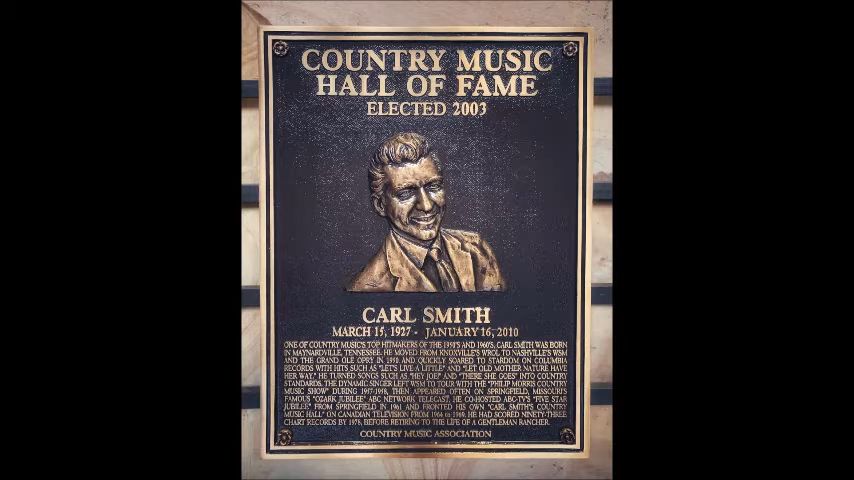 COUNTRY MUSIC
HALL OF FAME
ELECTED 2003
CARL SMITH
MARCH 15, 1927 - JANUARY 16, 2010
ONE OF COUNTRY MUSIC'S TOP HITMAKERS OF THE 1950'S AND 1960'S, CARL SMITH WAS BORN
IN MAYNARDVILLE, TENNESSEE. HE MOVED FROM KNOXVILLE'S WROL TO NASHVILLE'S WSM
AND THE GRAND OLE OPRY IN 1950 AND QUICKLY SOARED TO STARDOM ON COLUMBIA
RECORDS WITH HITS SUCH AS "LET'S LIVE A LITTLE" AND "LET OLD MOTHER NATURE HAVE
HER WAY." HE TURNED SONGS SUCH AS "HEY JOE!" AND "THERE SHE GOES" INTO COUNTRY
STANDARDS. THE DYNAMIC SINGER LEFT WSM TO TOUR WITH THE "PHILIP MORRIS COUNTRY
MUSIC SHOW" DURING 1957-1958, THEN APPEARED OFTEN ON SPRINGFIELD, MISSOURI'S
FAMOUS "OZARK JUBILEE" ABC NETWORK TELECAST. HE CO-HOSTED ABC-TV'S "FIVE STAR
JUBILEE" FROM SPRINGFIELD IN 1961 AND FRONTED HIS OWN "CARL SMITH'S COUNTRY
MUSIC HALL" ON CANADIAN TELEVISION FROM 1964 to 1969. HE HAD SCORED NINETY-THREE
CHART RECORDS BY 1978, BEFORE RETIRING TO THE LIFE OF A GENTLEMAN RANCHER.
COUNTRY MUSIC ASSOCIATION